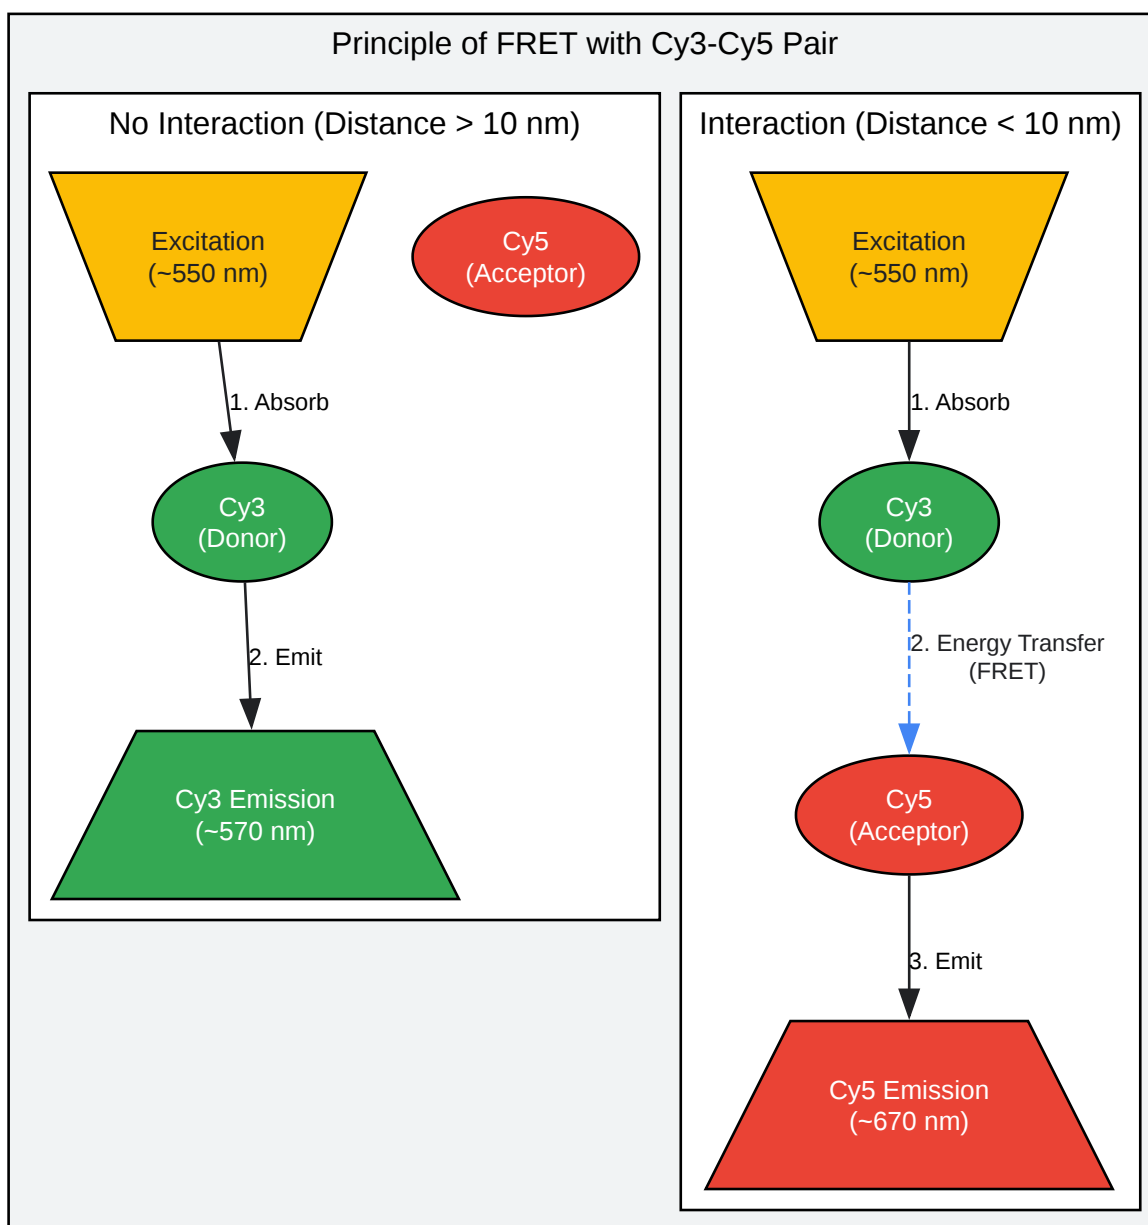 Principle of FRET with Cy3-Cy5 Pair
No Interaction (Distance > 10 nm)
Excitation
(~550 nm)
Cy5
(Acceptor)
1. Absorb
Cy3
(Donor)
2. Emit
Cy3 Emission
(~570 nm)
Interaction (Distance < 10 nm)
Excitation
(~550 nm)
1. Absorb
Cy3
(Donor)
2. Energy Transfer
(FRET)
Cy5
(Acceptor)
3. Emit
Cy5 Emission
(~670 nm)